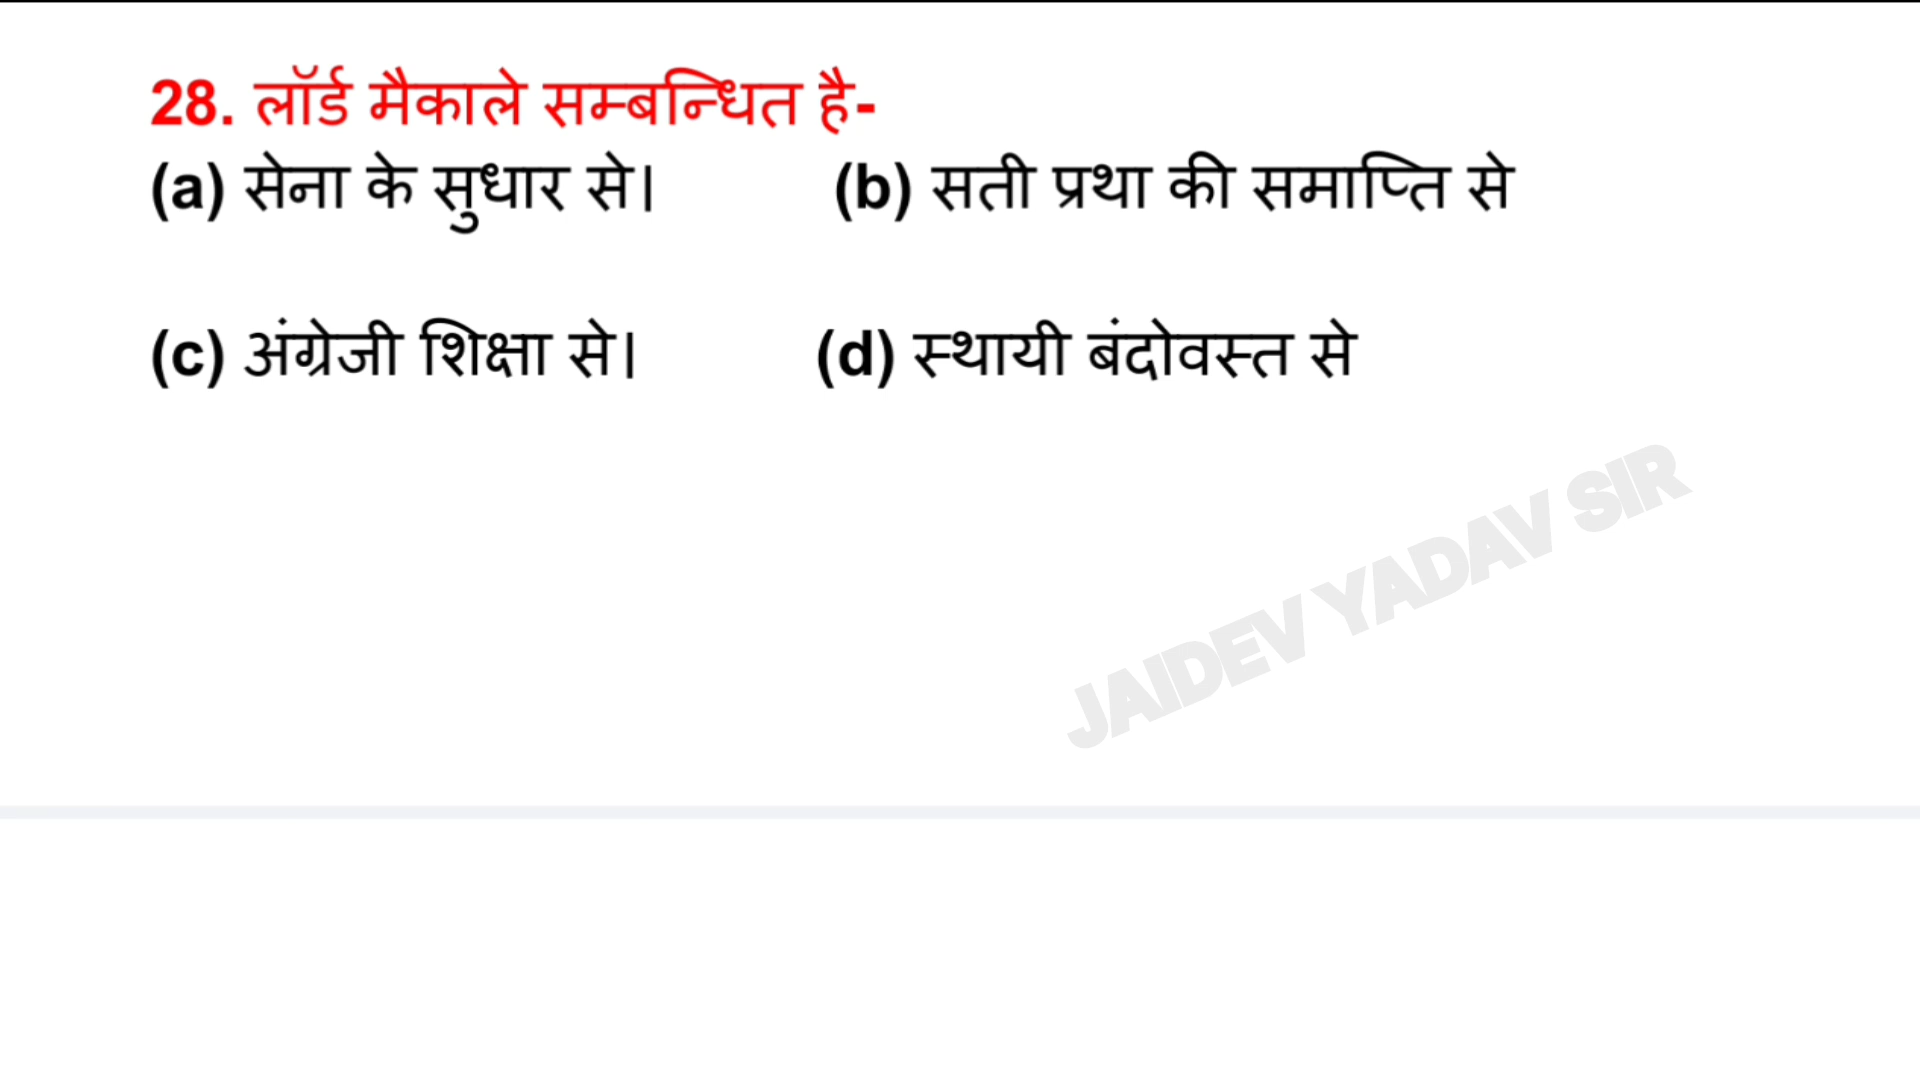 28. लॉर्ड मैकाले सम्बन्धित है-
(a) सेना के सुधार से। (b) सती प्रथा की समाप्ति से
(c) अंग्रेजी शिक्षा से। (d) स्थायी बंदोवस्त से
JAIDEV YADAV SIR